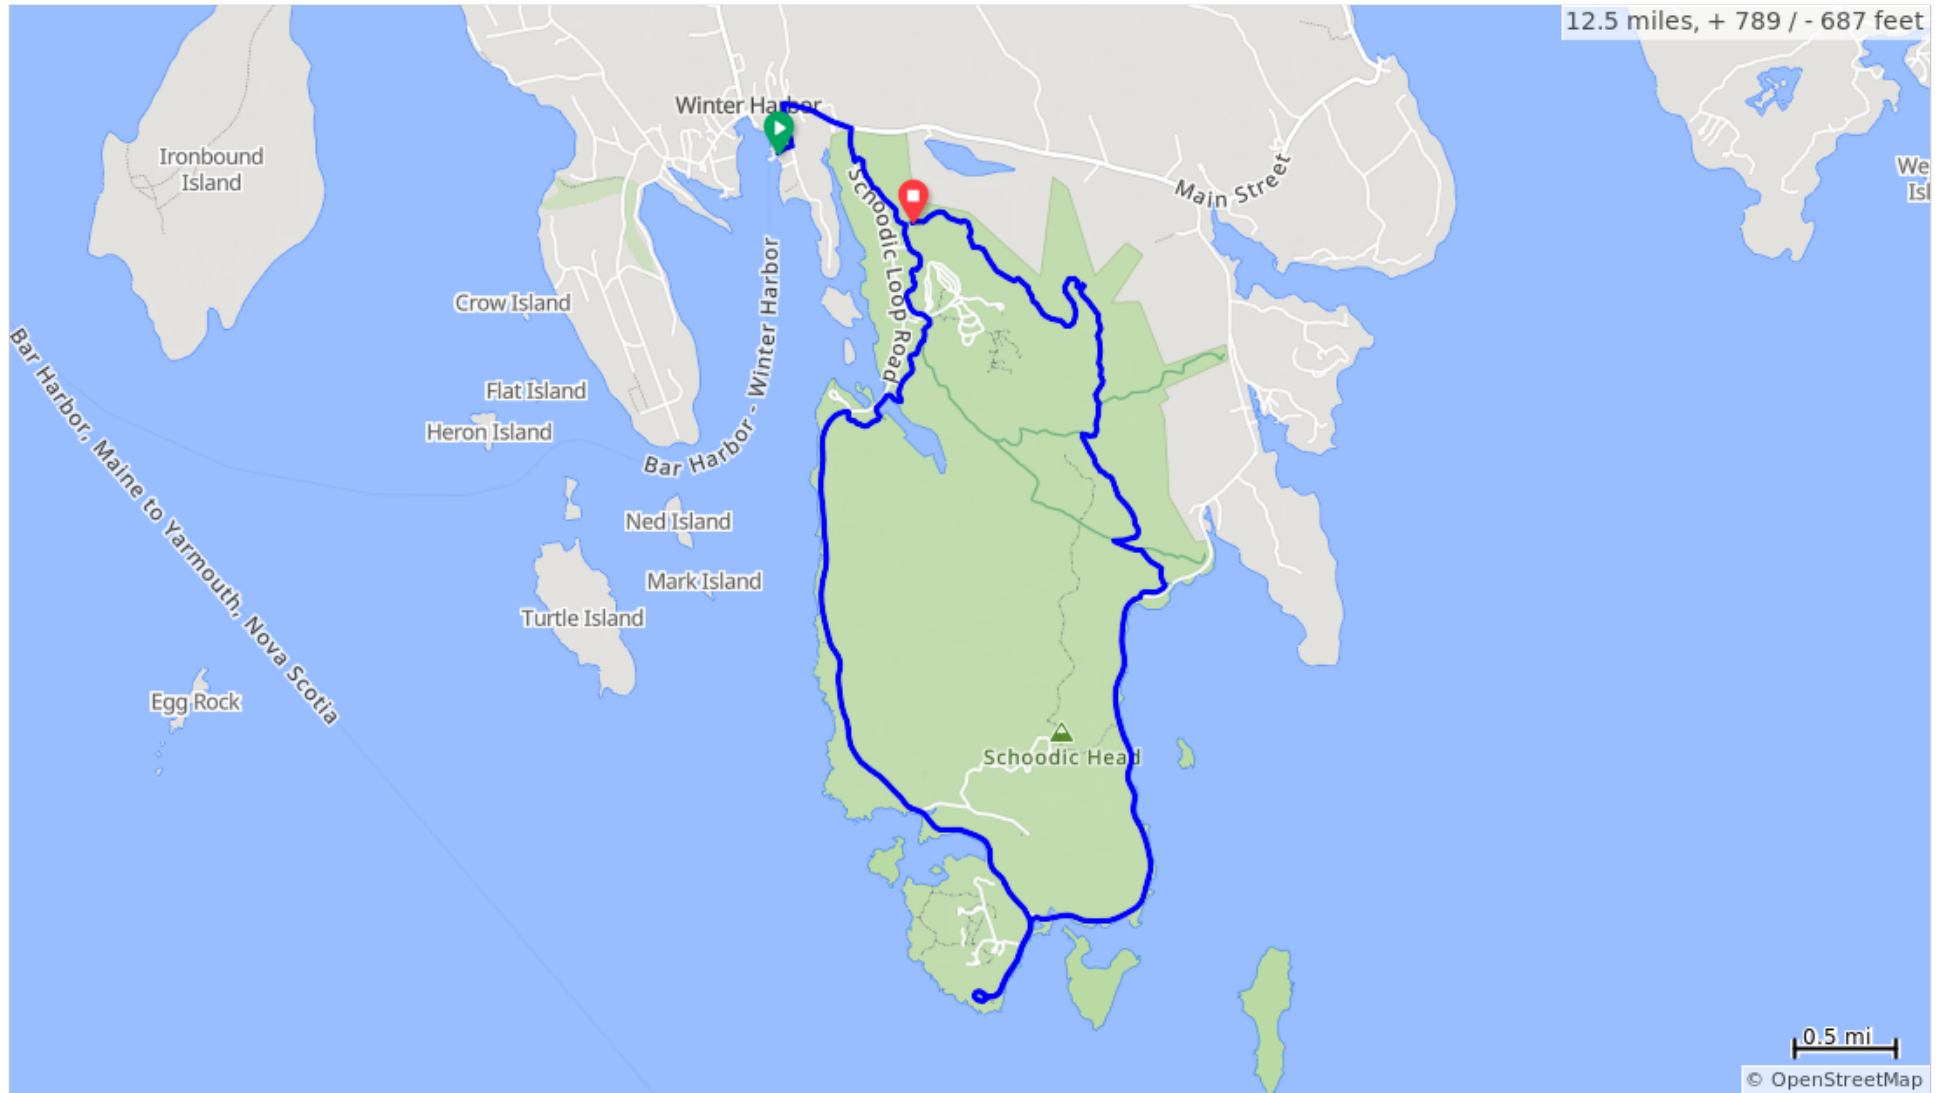 12.5 miles, + 789 / - 687 feet
Winter Harbor
Ironbound
Island
Main Street
We
Isl
Schoodic Loop Road
Crow Island
Bar Harbor - Winter Harbor
Flat Island
Heron Island
Bar Harbor, Maine to Yarmouth, Nova Scotia
Ned Island
Mark Island
Turtle Island
Egg Rock
Schoodic Head
0.5 mi
© OpenStreetMap